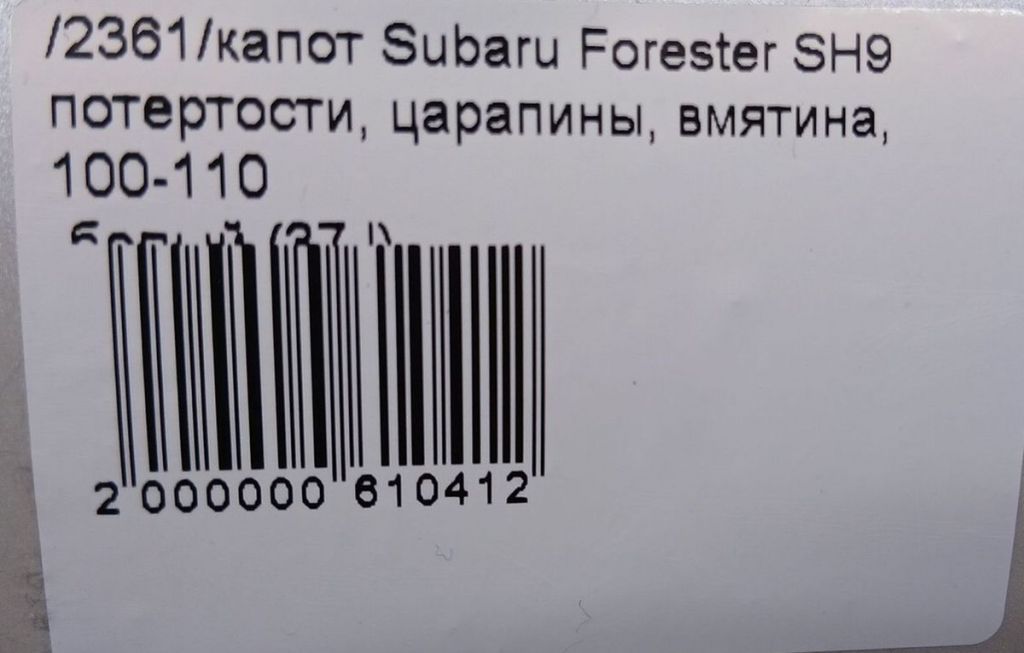 /2361/капот Subaru Forester SH9
потертости, царапины, вмятина,
100-110
2 000000 610412